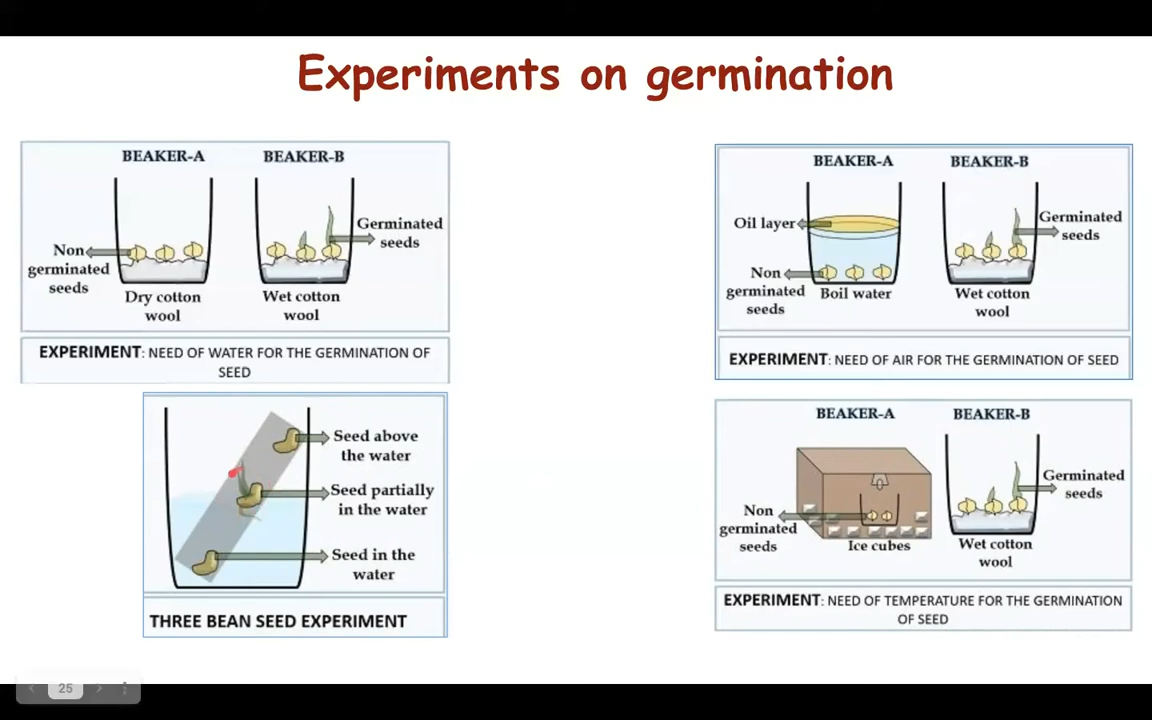 Experiments on germination
BEAKER-A
BEAKER-B
Non
germinated
seeds
Germinated
seeds
Dry cotton
wool
Wet cotton
wool
EXPERIMENT: NEED OF WATER FOR THE GERMINATION OF
SEED
BEAKER-A
BEAKER-B
Oil layer
Non
germinated
seeds
Boil water
Germinated
seeds
Wet cotton
wool
EXPERIMENT: NEED OF AIR FOR THE GERMINATION OF SEED
Seed above
the water
Seed partially
in the water
Seed in the
water
THREE BEAN SEED EXPERIMENT
BEAKER-A
BEAKER-B
Non
germinated
seeds
Ice cubes
Germinated
seeds
Wet cotton
wool
EXPERIMENT: NEED OF TEMPERATURE FOR THE GERMINATION
OF SEED
25